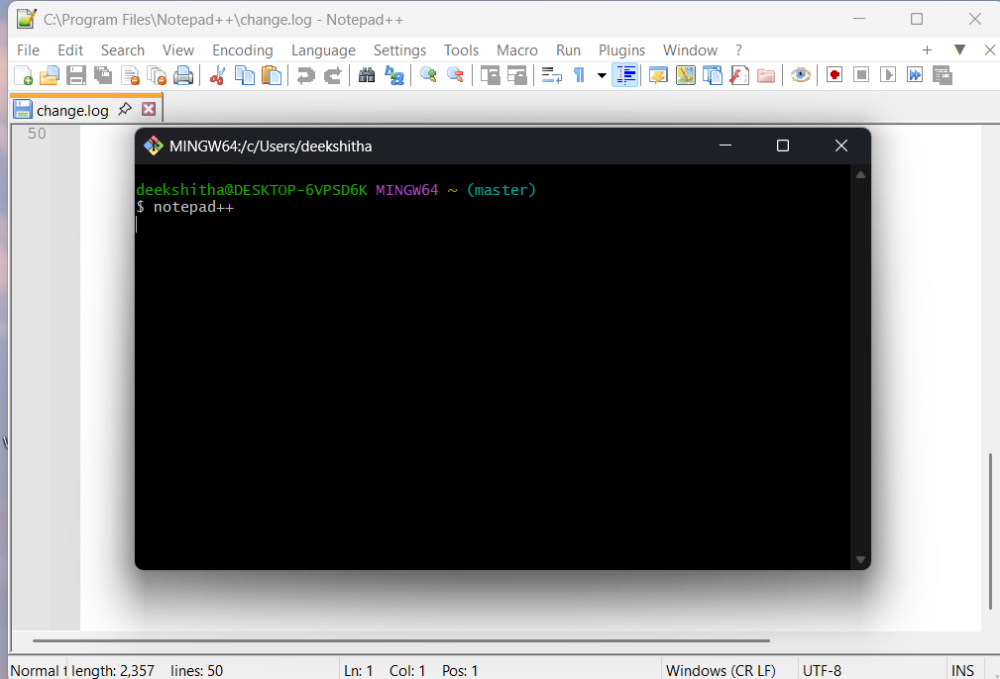 C:\Program Files\Notepad++\change.log - Notepad++
File Edit Search View Encoding Language Settings Tools Macro Run Plugins Window ?
change.log
50
MINGW64:/c/Users/deekshitha
deekshitha@DESKTOP-6VPSD6K MINGW64 ~ (master)
$ notepad++
Normal t length: 2,357 lines: 50 Ln: 1 Col: 1 Pos: 1 Windows (CR LF) UTF-8 INS